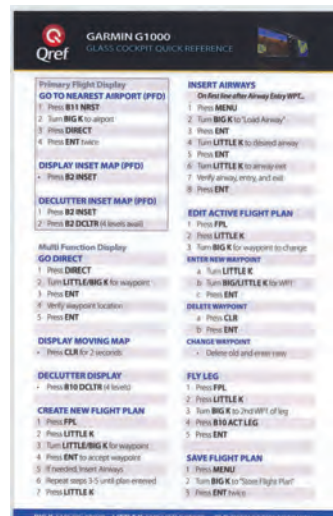 Qref
GARMIN G1000
GLASS COCKPIT QUICK REFERENCE
Primary Flight Display
GO TO NEAREST AIRPORT (PFD)
1 Press B11 NRST
2 Turn BIG K to airport
3 Press DIRECT
4 Press ENT twice
DISPLAY INSET MAP (PFD)
• Press B2 INSET
DECLUTTER INSET MAP (PFD)
1 Press B2 INSET
2 Press B2 DCLTR (4 levels avail)
Multi Function Display
GO DIRECT
1 Press DIRECT
2 Turn LITTLE/BIG K for waypoint
3 Press ENT
4 Verify waypoint location
5 Press ENT
DISPLAY MOVING MAP
• Press CLR for 2 seconds
DECLUTTER DISPLAY
• Press B10 DCLTR (4 levels)
CREATE NEW FLIGHT PLAN
1 Press FPL
2 Press LITTLE K
3 Turn LITTLE/BIG K for waypoint
4 Press ENT to accept waypoint
5 If needed, Insert Airways
6 Repeat steps 3-5 until plan entered
7 Press LITTLE K
INSERT AIRWAYS
On first line after Airway Entry WPT...
1 Press MENU
2 Turn BIG K to "Load Airway"
3 Press ENT
4 Turn LITTLE K to desired airway
5 Press ENT
6 Turn LITTLE K to airway exit
7 Verify airway, entry, and exit
8 Press ENT
EDIT ACTIVE FLIGHT PLAN
1 Press FPL
2 Press LITTLE K
3 Turn BIG K for waypoint to change
ENTER NEW WAYPOINT
a Turn LITTLE K
b Turn BIG/LITTLE K for WPT
c Press ENT
DELETE WAYPOINT
a Press CLR
b Press ENT
CHANGE WAYPOINT
• Delete old and enter new
FLY LEG
1 Press FPL
2 Press LITTLE K
3 Turn BIG K to 2nd WPT of leg
4 Press B10 ACT LEG
5 Press ENT
SAVE FLIGHT PLAN
1 Press MENU
2 Turn BIG K to "Store Flight Plan"
3 Press ENT twice